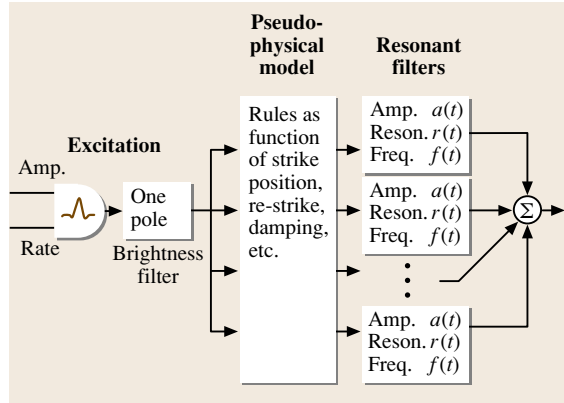 Pseudo-
physical
model
Resonant
filters
Excitation
Amp.
Rate
One
pole
Brightness
filter
Rules as
function
of strike
position,
re-strike,
damping,
etc.
Amp. a(t)
Reson. r(t)
Freq. f(t)
Amp. a(t)
Reson. r(t)
Freq. f(t)
Amp. a(t)
Reson. r(t)
Freq. f(t)
Σ